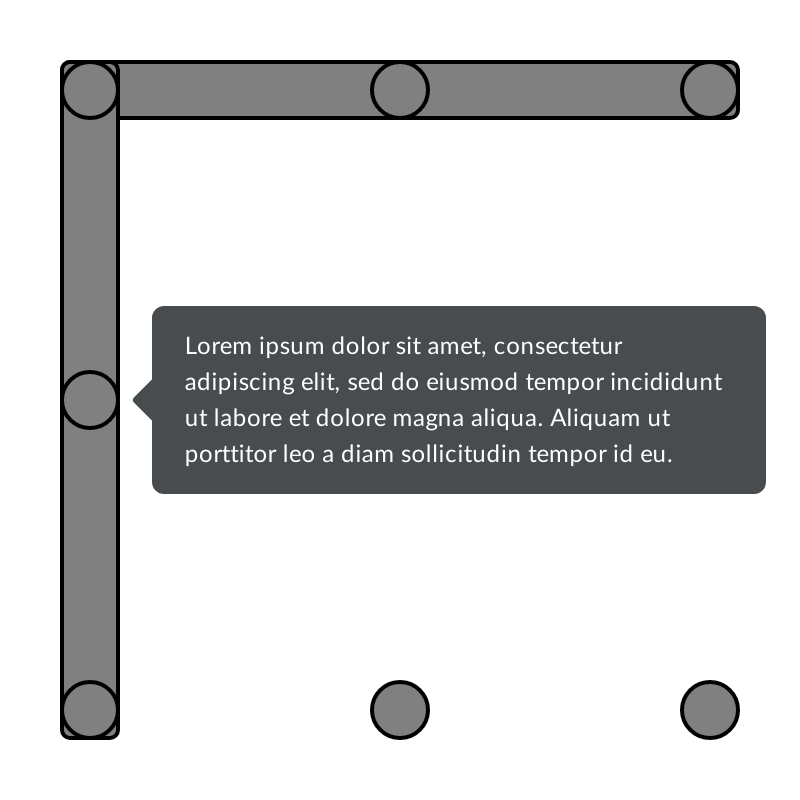 Lorem ipsum dolor sit amet, consectetur
adipiscing elit, sed do eiusmod tempor incididunt
ut labore et dolore magna aliqua. Aliquam ut
porttitor leo a diam sollicitudin tempor id eu.